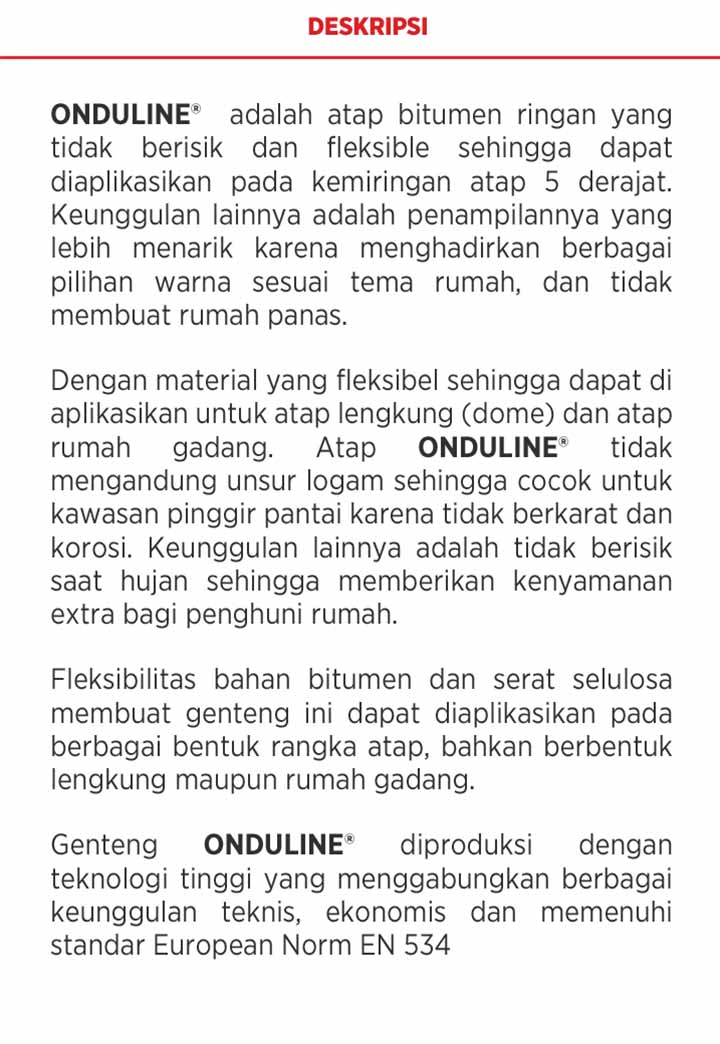 DESKRIPSI
ONDULINE® adalah atap bitumen ringan yang
tidak berisik dan fleksible sehingga dapat
diaplikasikan pada kemiringan atap 5 derajat.
Keunggulan lainnya adalah penampilannya yang
lebih menarik karena menghadirkan berbagai
pilihan warna sesuai tema rumah, dan tidak
membuat rumah panas.
Dengan material yang fleksibel sehingga dapat di
aplikasikan untuk atap lengkung (dome) dan atap
rumah gadang. Atap ONDULINE® tidak
mengandung unsur logam sehingga cocok untuk
kawasan pinggir pantai karena tidak berkarat dan
korosi. Keunggulan lainnya adalah tidak berisik
saat hujan sehingga memberikan kenyamanan
extra bagi penghuni rumah.
Fleksibilitas bahan bitumen dan serat selulosa
membuat genteng ini dapat diaplikasikan pada
berbagai bentuk rangka atap, bahkan berbentuk
lengkung maupun rumah gadang.
Genteng ONDULINE® diproduksi dengan
teknologi tinggi yang menggabungkan berbagai
keunggulan teknis, ekonomis dan memenuhi
standar European Norm EN 534